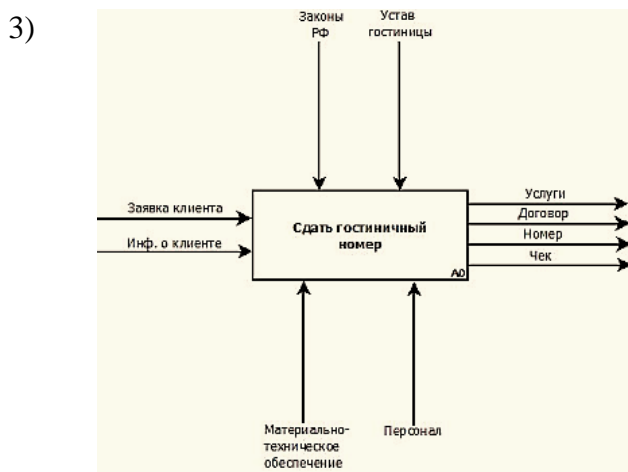 3)
Законы
РФ
Устав
гостиницы
Заявка клиента
Инф. о клиенте
Сдать гостиничный
номер
A0
Услуги
Договор
Номер
Чек
Материально-
техническое
обеспечение
Персонал